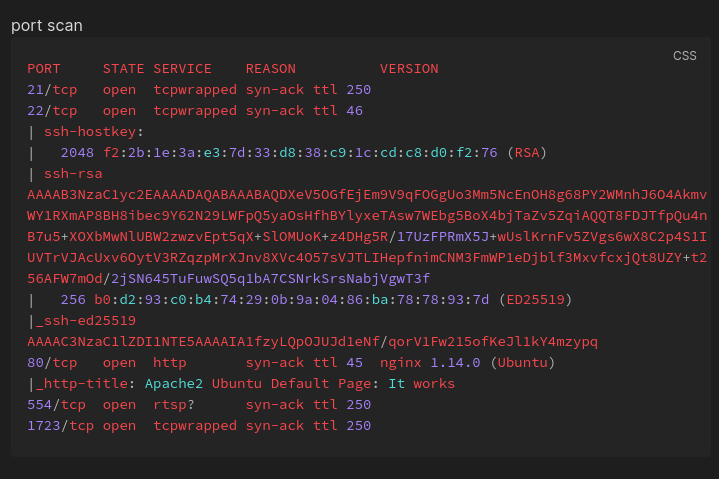 port scan
CSS
PORT     STATE SERVICE    REASON          VERSION
21/tcp   open  tcpwrapped syn-ack ttl 250
22/tcp   open  tcpwrapped syn-ack ttl 46
| ssh-hostkey:
|   2048 f2:2b:1e:3a:e3:7d:33:d8:38:c9:1c:cd:c8:d0:f2:76 (RSA)
| ssh-rsa
AAAAB3NzaC1yc2EAAAADAQABAAABAQDXeV5OGfEjEm9V9qFOGgUo3Mm5NcEnOH8g68PY2WMnhJ6O4Akmv
WY1RXmAP8BH8ibec9Y62N29LWFpQ5yaOsHfhBYlyxeTAsw7WEbg5BoX4bjTaZv5ZqiAQQT8FDJTfpQu4n
B7u5+XOXbMwNlUBW2zwzvEpt5qX+SlOMUoK+z4DHg5R/17UzFPRmX5J+wUslKrnFv5ZVgs6wX8C2p4S1I
UVTrVJAcUxv6OytV3RZqzpMrXJnv8XVc4O57sVJTLIHepfnimCNM3FmWP1eDjblf3MxvfcxjQt8UZY+t2
56AFW7mOd/2jSN645TuFuwSQ5q1bA7CSNrkSrsNabjVgwT3f
|   256 b0:d2:93:c0:b4:74:29:0b:9a:04:86:ba:78:78:93:7d (ED25519)
|_ssh-ed25519
AAAAC3NzaC1lZDI1NTE5AAAAIA1fzyLQpOJUJd1eNf/qorV1Fw215ofKeJl1kY4mzypq
80/tcp   open  http       syn-ack ttl 45  nginx 1.14.0 (Ubuntu)
|_http-title: Apache2 Ubuntu Default Page: It works
554/tcp  open  rtsp?      syn-ack ttl 250
1723/tcp open  tcpwrapped syn-ack ttl 250